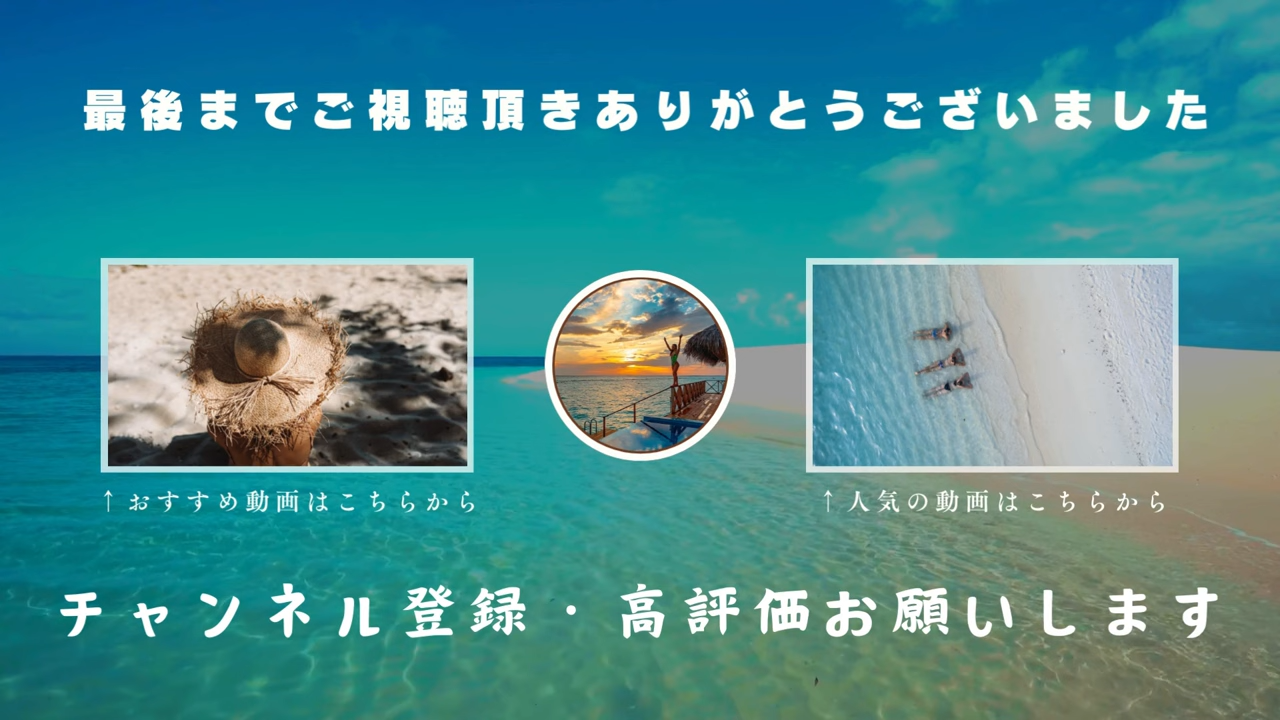 最後までご視聴頂きありがとうございました
↑おすすめ動画はこちらから
↑人気の動画はこちらから
チャンネル登録・高評価お願いします